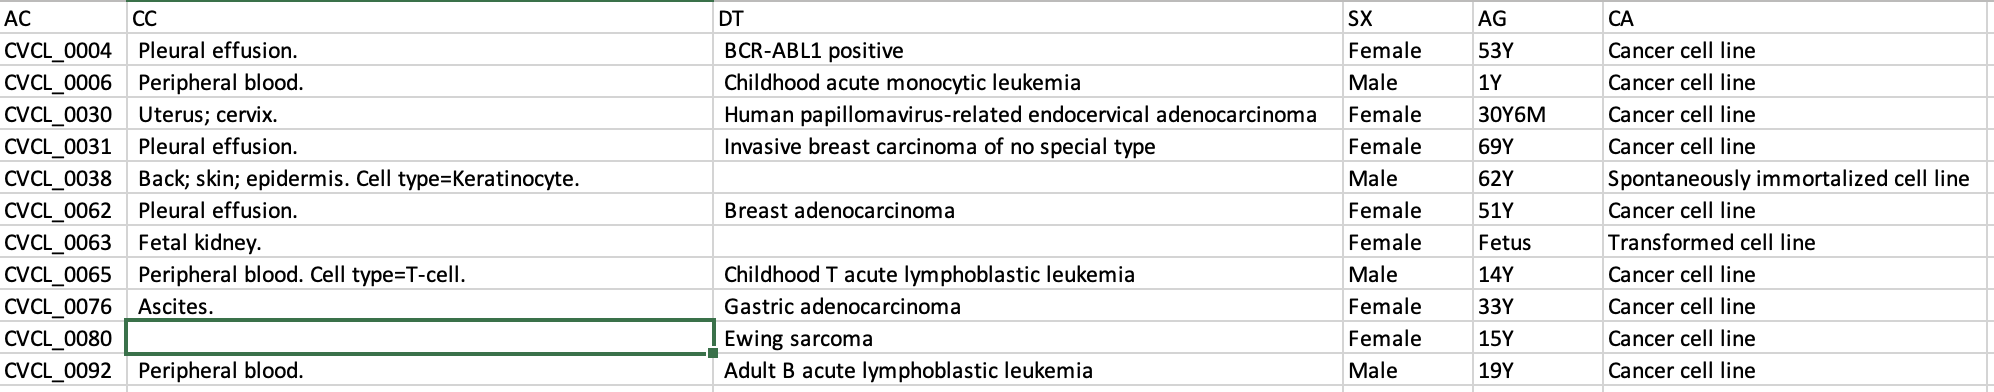 AC CC DT SX AG CA
CVCL_0004 Pleural effusion. BCR-ABL1 positive Female 53Y Cancer cell line
CVCL_0006 Peripheral blood. Childhood acute monocytic leukemia Male 1Y Cancer cell line
CVCL_0030 Uterus; cervix. Human papillomavirus-related endocervical adenocarcinoma Female 30Y6M Cancer cell line
CVCL_0031 Pleural effusion. Invasive breast carcinoma of no special type Female 69Y Cancer cell line
CVCL_0038 Back; skin; epidermis. Cell type=Keratinocyte. Male 62Y Spontaneously immortalized cell line
CVCL_0062 Pleural effusion. Breast adenocarcinoma Female 51Y Cancer cell line
CVCL_0063 Fetal kidney. Female Fetus Transformed cell line
CVCL_0065 Peripheral blood. Cell type=T-cell. Childhood T acute lymphoblastic leukemia Male 14Y Cancer cell line
CVCL_0076 Ascites. Gastric adenocarcinoma Female 33Y Cancer cell line
CVCL_0080 Ewing sarcoma Female 15Y Cancer cell line
CVCL_0092 Peripheral blood. Adult B acute lymphoblastic leukemia Male 19Y Cancer cell line